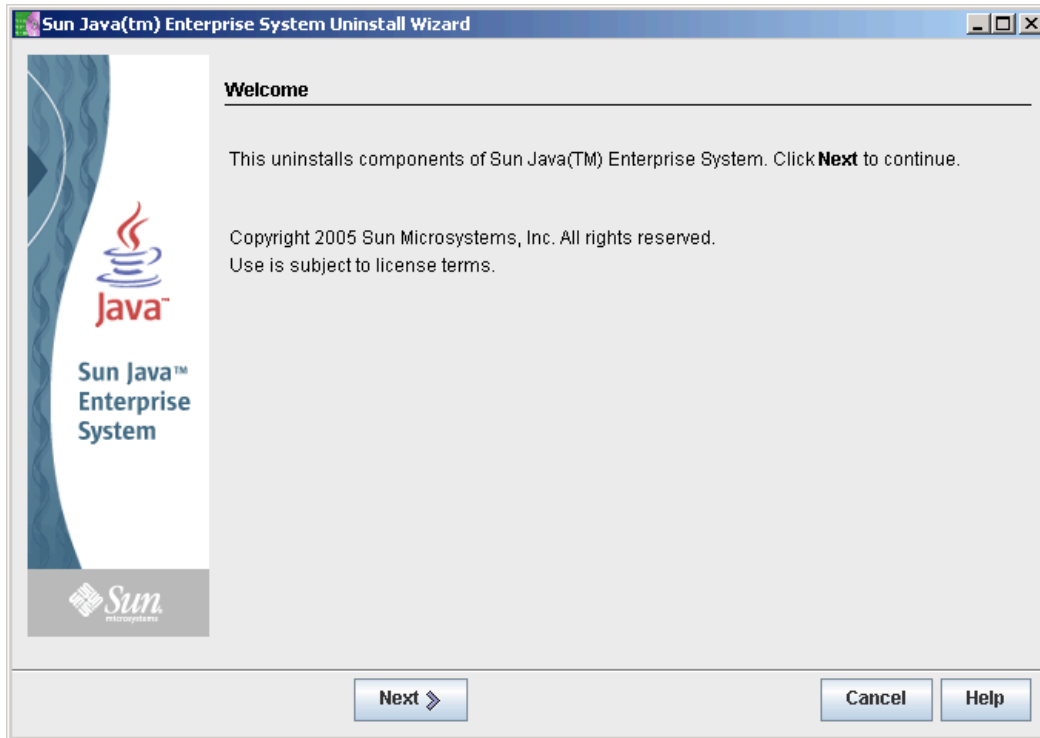 Sun Java(tm) Enterprise System Uninstall Wizard
Welcome
This uninstalls components of Sun Java(TM) Enterprise System. Click Next to continue.
Copyright 2005 Sun Microsystems, Inc. All rights reserved.
Use is subject to license terms.
Java™
Sun Java™
Enterprise
System
Sun
microsystems
Next
Cancel
Help